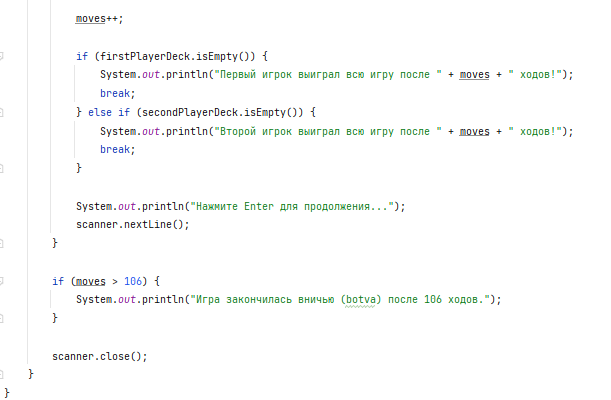 moves++;
if (firstPlayerDeck.isEmpty()) {
System.out.println("Первый игрок выиграл всю игру после " + moves + " ходов!");
break;
} else if (secondPlayerDeck.isEmpty()) {
System.out.println("Второй игрок выиграл всю игру после " + moves + " ходов!");
break;
}
System.out.println("Нажмите Enter для продолжения...");
scanner.nextLine();
}
if (moves > 106) {
System.out.println("Игра закончилась вничью (botva) после 106 ходов.");
}
scanner.close();
}
}